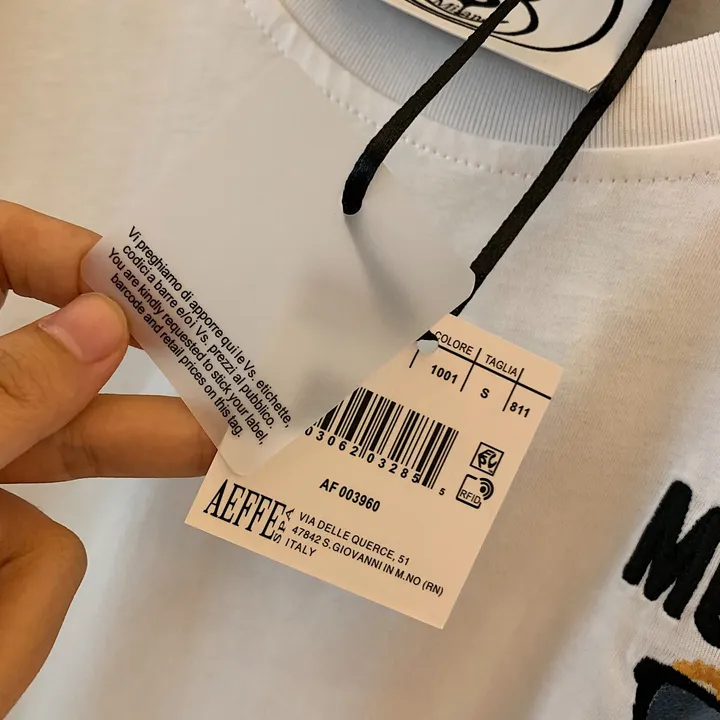 Milano
Vi preghiamo di apporre qui le Vs. etichette,
codici a barre e/o i Vs. prezzi al pubblico.
You are kindly requested to stick your label,
barcode and retail prices on this tag.
COLORE TAGLIA
1001 S 811
03062032855
RFID
AF 003960
AEFFE SPA
VIA DELLE QUERCE, 51
47842 S.GIOVANNI IN M.NO (RN)
ITALY